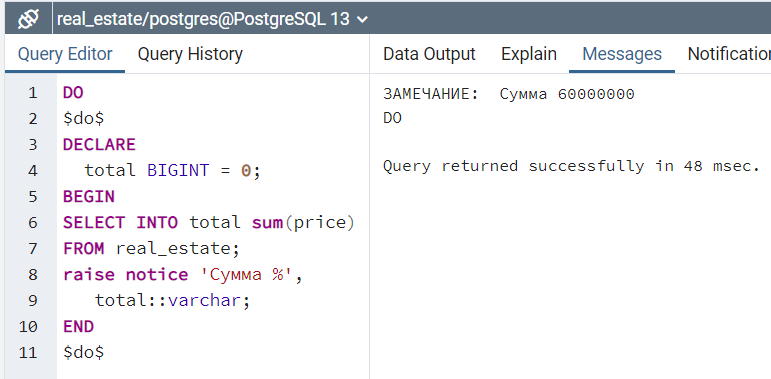 real_estate/postgres@PostgreSQL 13
Query Editor Query History
Data Output Explain Messages Notification
1 DO
2 $do$
3 DECLARE
4 total BIGINT = 0;
5 BEGIN
6 SELECT INTO total sum(price)
7 FROM real_estate;
8 raise notice 'Сумма %',
9 total::varchar;
10 END
11 $do$
ЗАМЕЧАНИЕ: Сумма 60000000
DO
Query returned successfully in 48 msec.